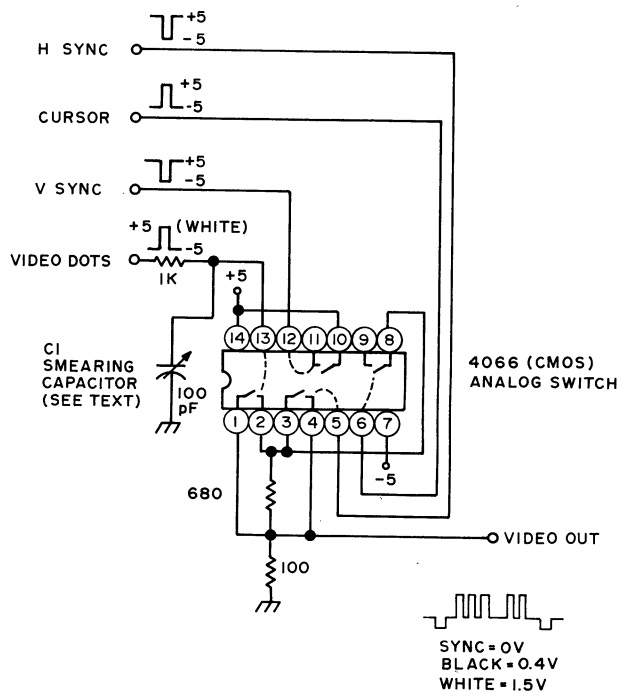 +5
-5
H SYNC
+5
-5
CURSOR
+5
-5
V SYNC
+5 (WHITE)
-5
VIDEO DOTS
1K
+5
14 13 12 11 10 9 8
C1
SMEARING
CAPACITOR
(SEE TEXT)
100
pF
4066 (CMOS)
ANALOG SWITCH
1 2 3 4 5 6 7
-5
680
VIDEO OUT
100
SYNC=0V
BLACK=0.4V
WHITE=1.5V